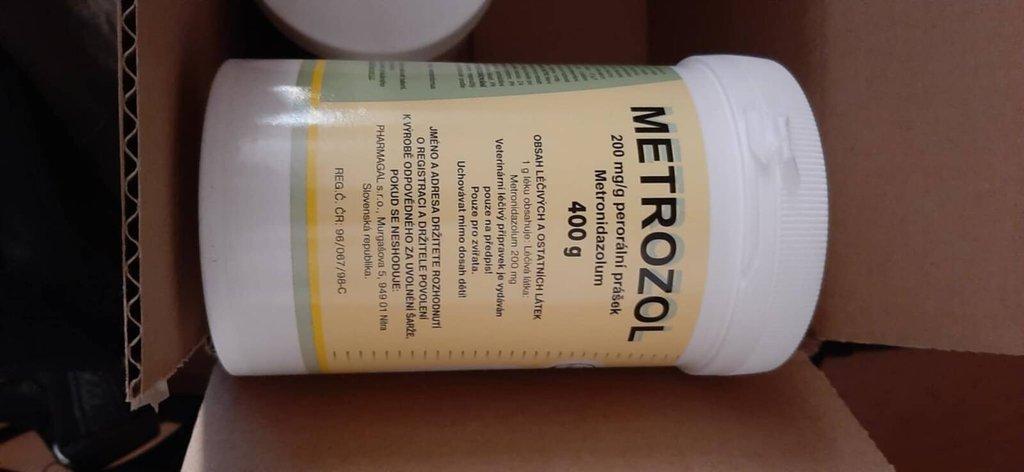 METROZOL
200 mg/g perorální prášek
Metronidazolum
400 g
OBSAH LÉČIVÝCH A OSTATNÍCH LÁTEK
1 g léku obsahuje: Léčivá látka:
Metronidazolum 200 mg
Veterinární léčivý přípravek je vydáván
pouze na předpis!
Pouze pro zvířata.
Uchovávat mimo dosah dětí!
JMÉNO A ADRESA DRŽITETE ROZHODNUTÍ
O REGISTRACI A DRŽITELE POVOLENÍ
K VÝROBĚ ODPOVĚDNÉHO ZA UVOLNĚNÍ ŠARŽE,
POKUD SE NESHODUJE:
PHARMAGAL s.r.o., Murgašova 5, 949 01 Nitra
Slovenská republika.
REG.Č. ČR: 96/067/98-C